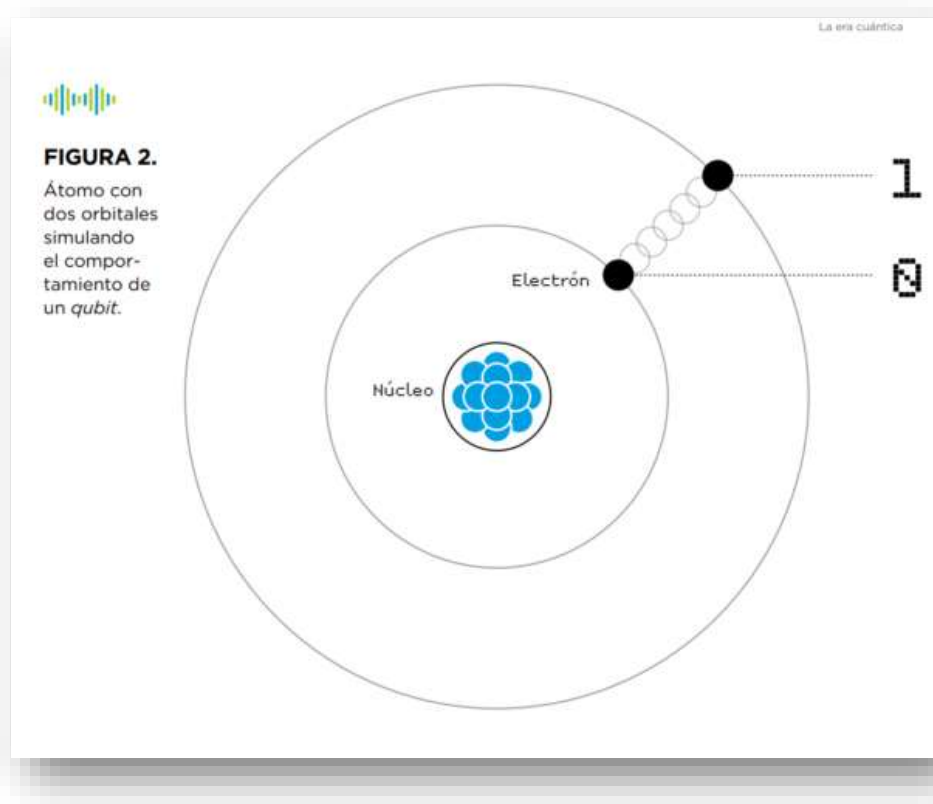 La era cuántica
FIGURA 2.
Átomo con
dos orbitales
simulando
el compor-
tamiento de
un qubit.
1
Electrón
0
Núcleo